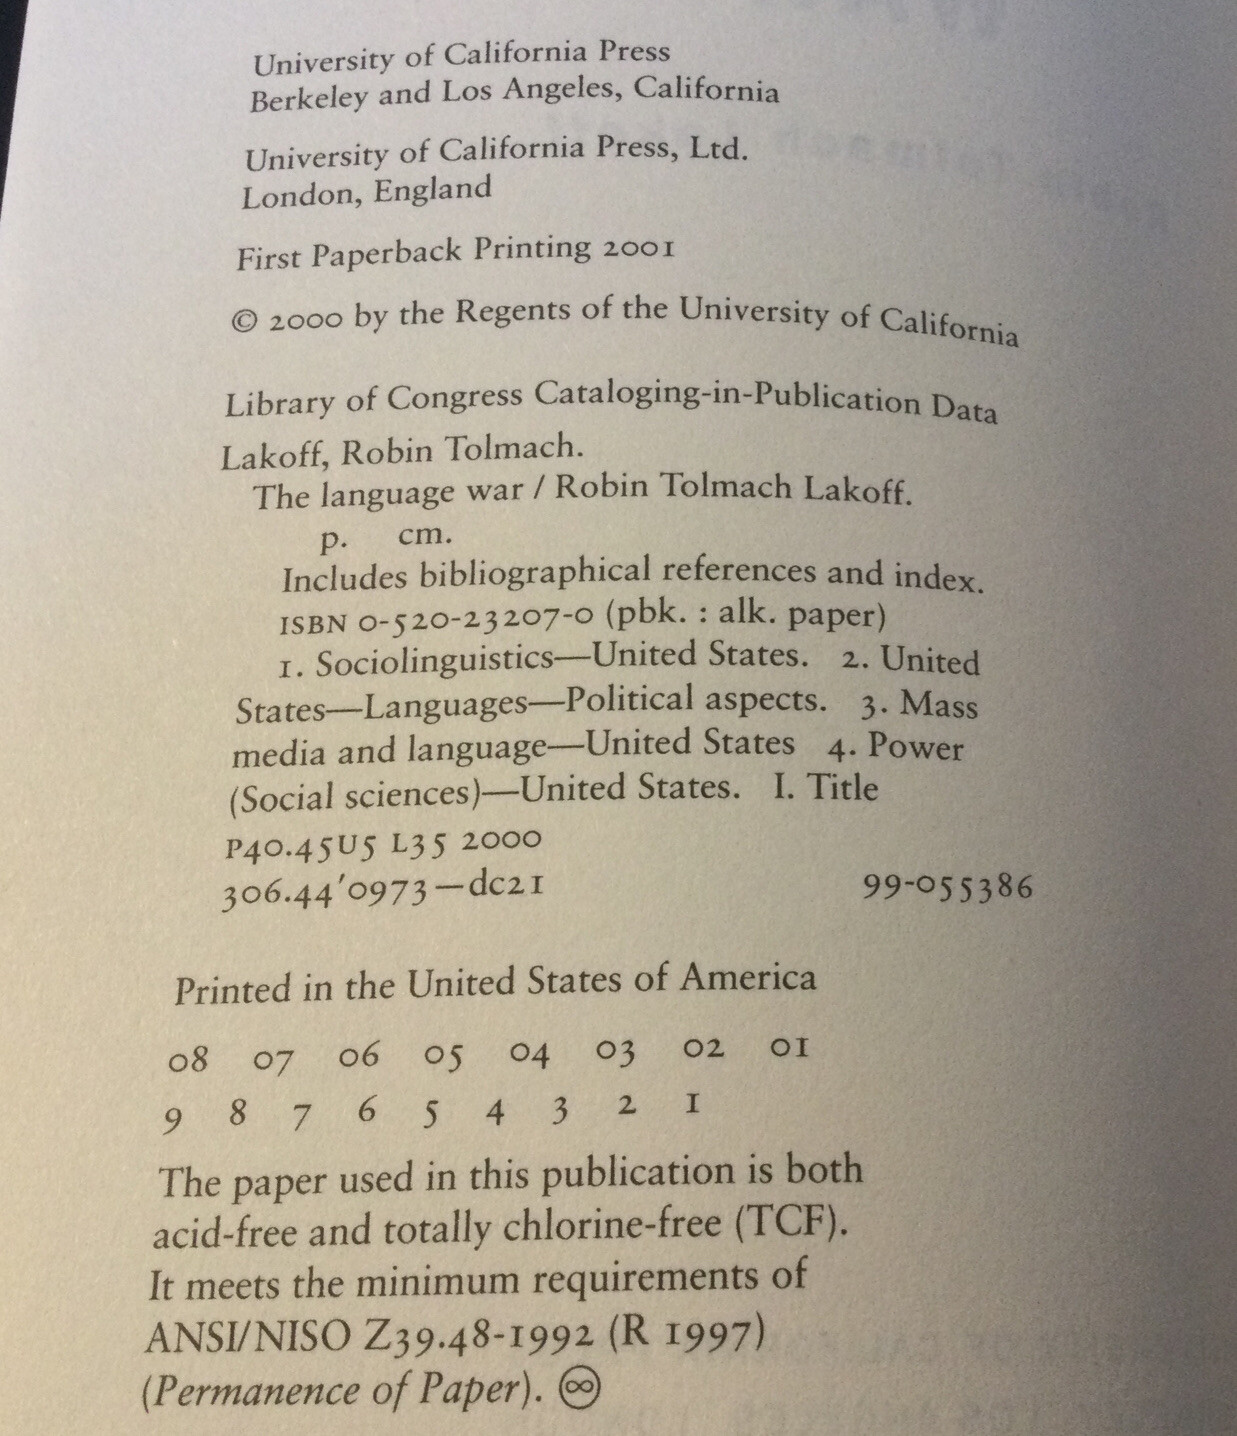 University of California Press
Berkeley and Los Angeles, California
University of California Press, Ltd.
London, England
First Paperback Printing 2001
© 2000 by the Regents of the University of California
Library of Congress Cataloging-in-Publication Data
Lakoff, Robin Tolmach.
The language war / Robin Tolmach Lakoff.
p. cm.
Includes bibliographical references and index.
ISBN 0-520-23207-0 (pbk. : alk. paper)
1. Sociolinguistics—United States. 2. United
States—Languages—Political aspects. 3. Mass
media and language—United States 4. Power
(Social sciences)—United States. I. Title
P40.45U5 L35 2000
306.44'0973—dc21 99-055386
Printed in the United States of America
08 07 06 05 04 03 02 01
9 8 7 6 5 4 3 2 1
The paper used in this publication is both
acid-free and totally chlorine-free (TCF).
It meets the minimum requirements of
ANSI/NISO Z39.48-1992 (R 1997)
(Permanence of Paper). ♾